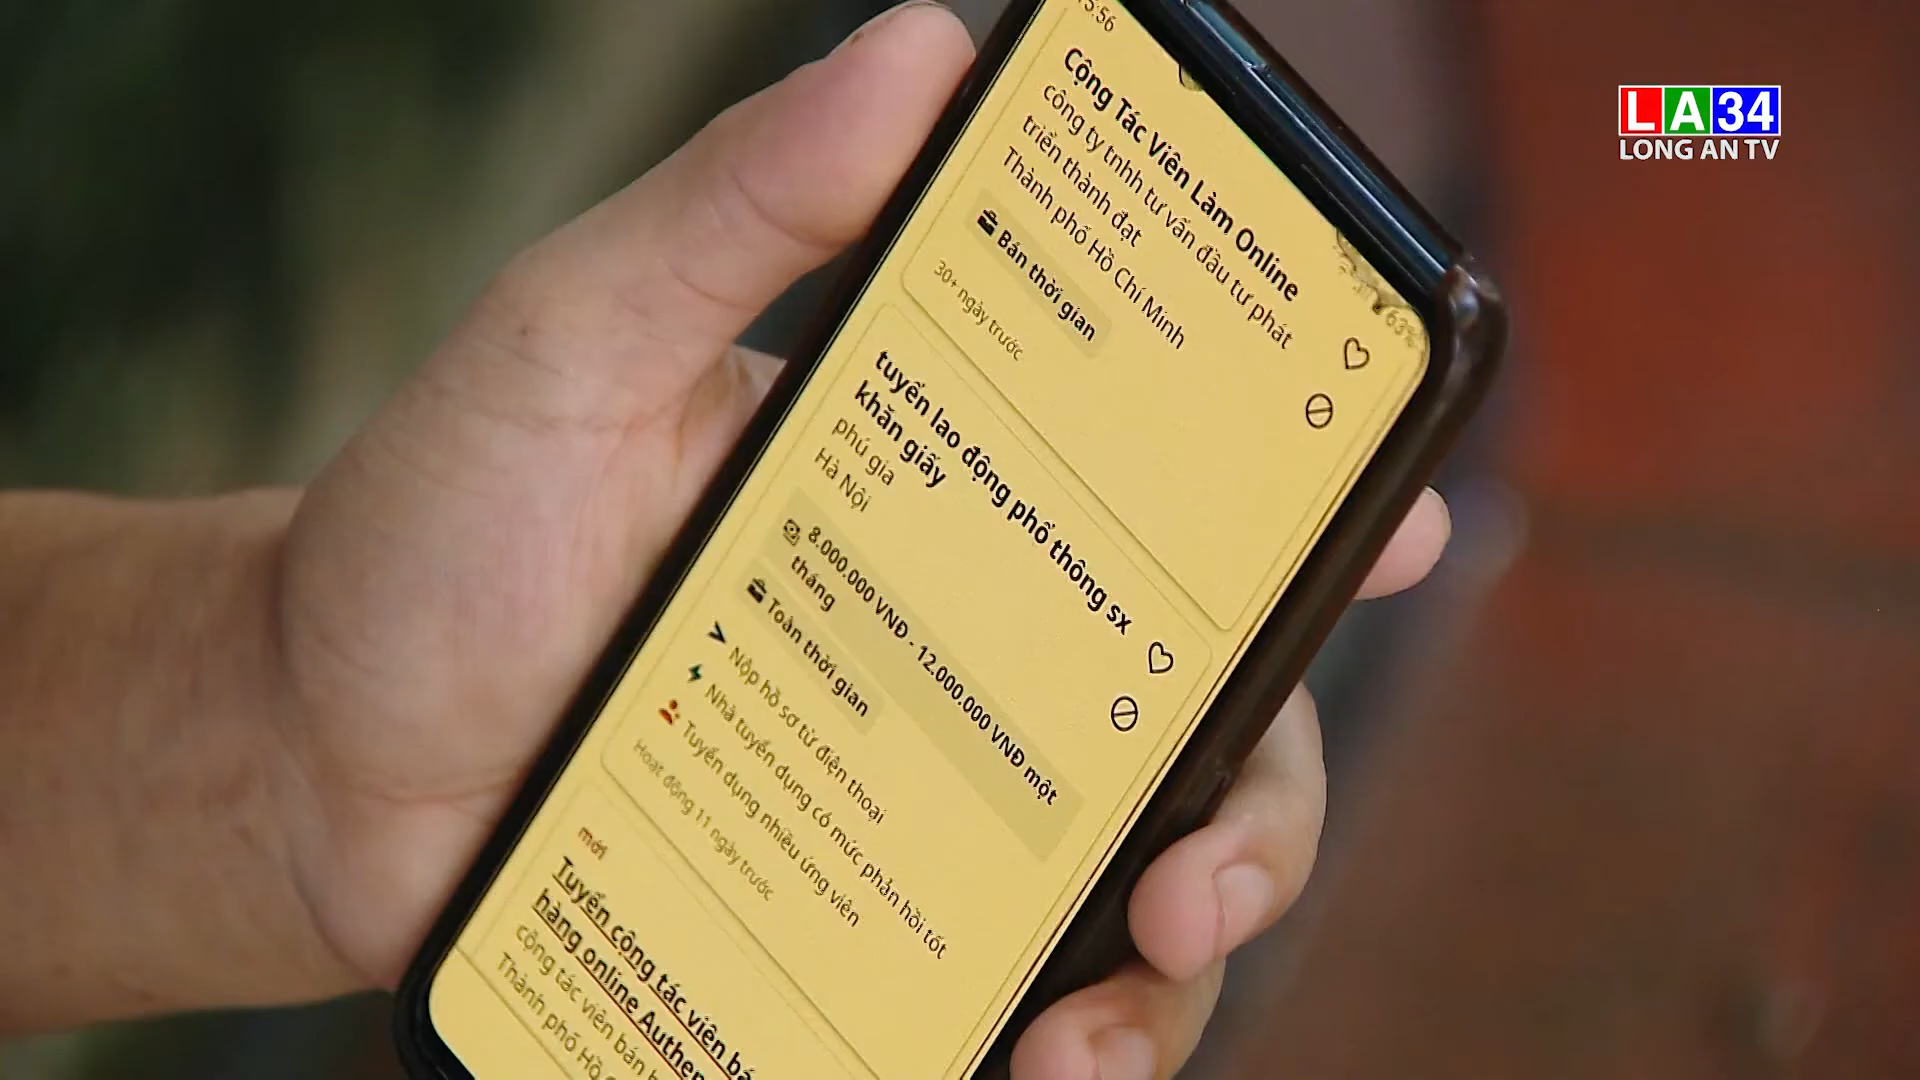 LA34
LONG AN TV
Cộng Tác Viên Làm Online
công ty tnhh tư vấn đầu tư phát
triển thành đạt
Thành phố Hồ Chí Minh
Bán thời gian
30+ ngày trước
63%
tuyển lao động phổ thông sx
khăn giấy
phú gia
Hà Nội
8.000.000 VNĐ - 12.000.000 VNĐ một
tháng
Toàn thời gian
Nộp hồ sơ từ điện thoại
Nhà tuyển dụng có mức phản hồi tốt
Tuyển dụng nhiều ứng viên
Hoạt động 11 ngày trước
mới
Tuyển cộng tác viên
hàng online
cộng tác viên bán
Thành phố